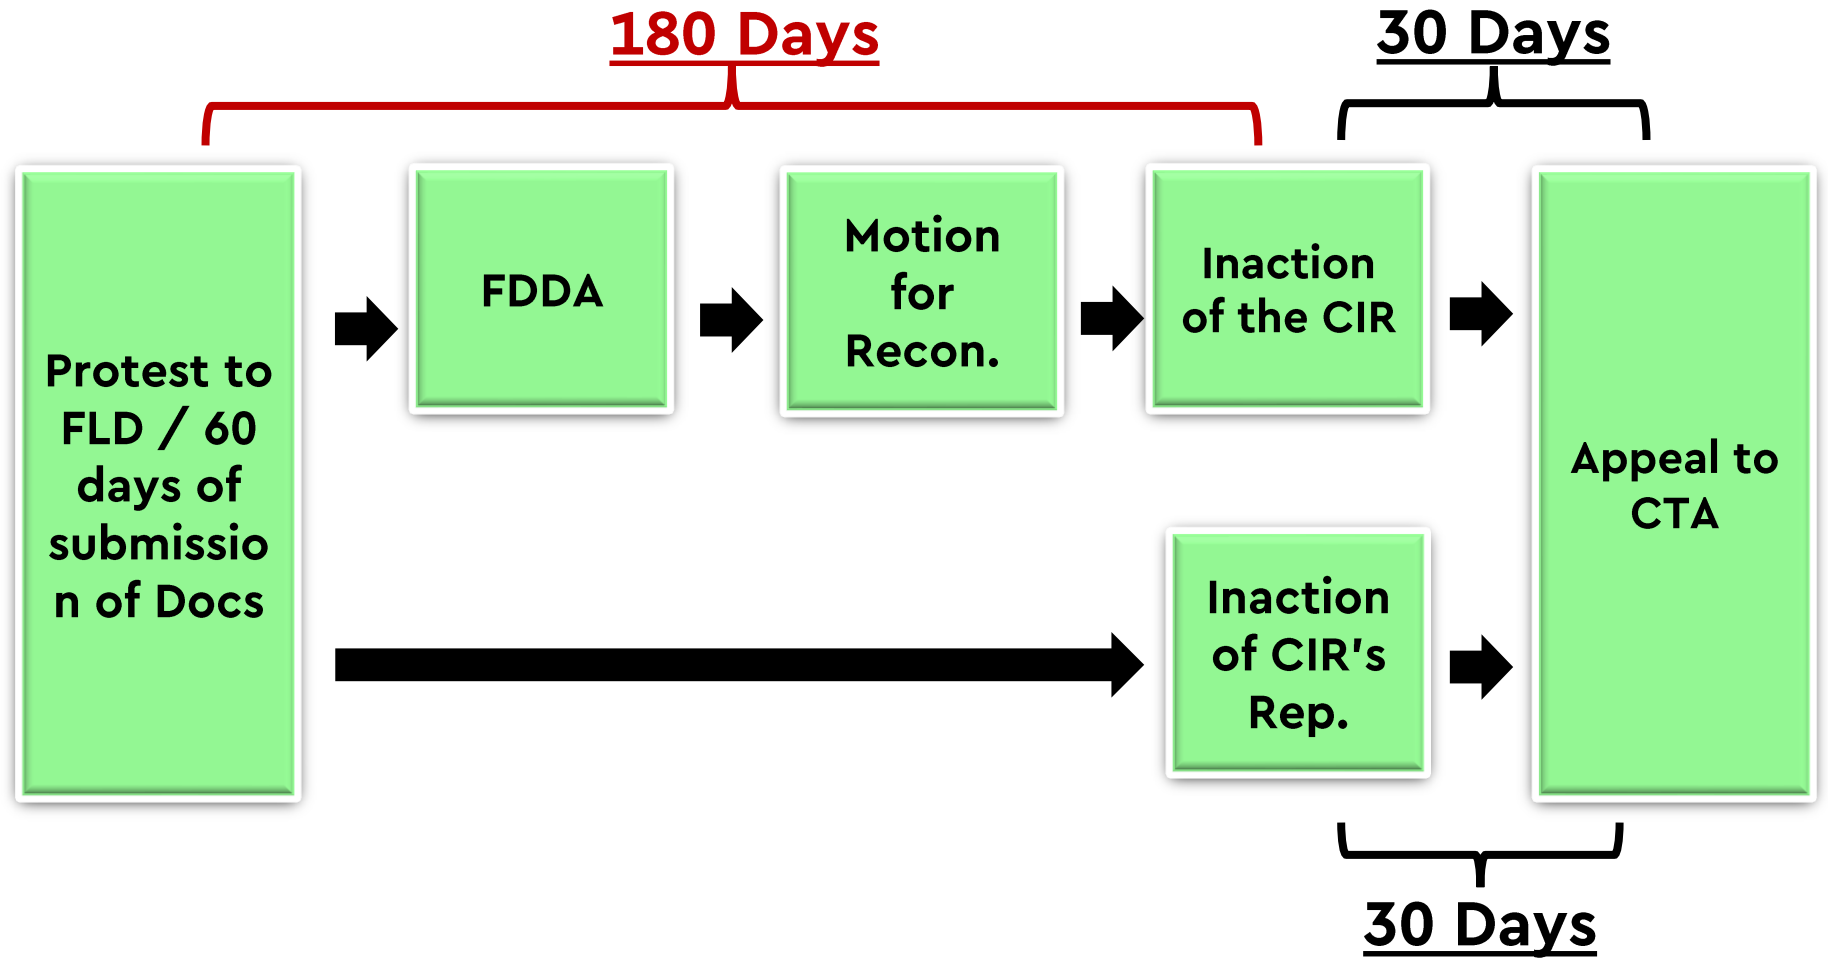 180 Days
30 Days
Protest to
FLD / 60
days of
submissio
n of Docs
FDDA
Motion
for
Recon.
Inaction
of the CIR
Appeal to
CTA
Inaction
of CIR's
Rep.
30 Days